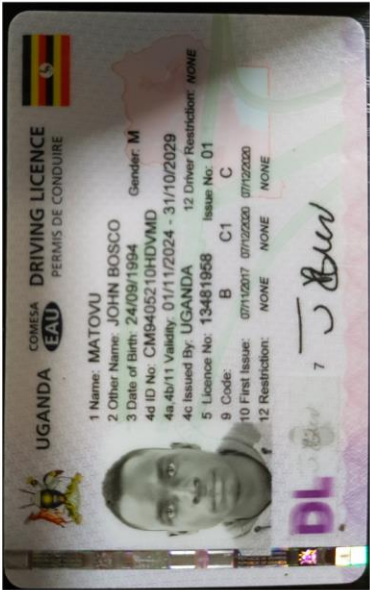 UGANDA COMESA DRIVING LICENCE
EAU PERMIS DE CONDUIRE
1 Name: MATOVU
2 Other Name: JOHN BOSCO
3 Date of Birth: 24/09/1994 Gender: M
4d ID No: CM9405210HDVMD
4a,4b/11 Validity: 01/11/2024 - 31/10/2029
4c Issued By: UGANDA 12 Driver Restriction: NONE
5 Licence No: 13481958 Issue No: 01
9 Code: B C1 C
10 First Issue: 07/11/2017 07/12/2020 07/12/2020
12 Restriction: NONE NONE NONE
7
DL